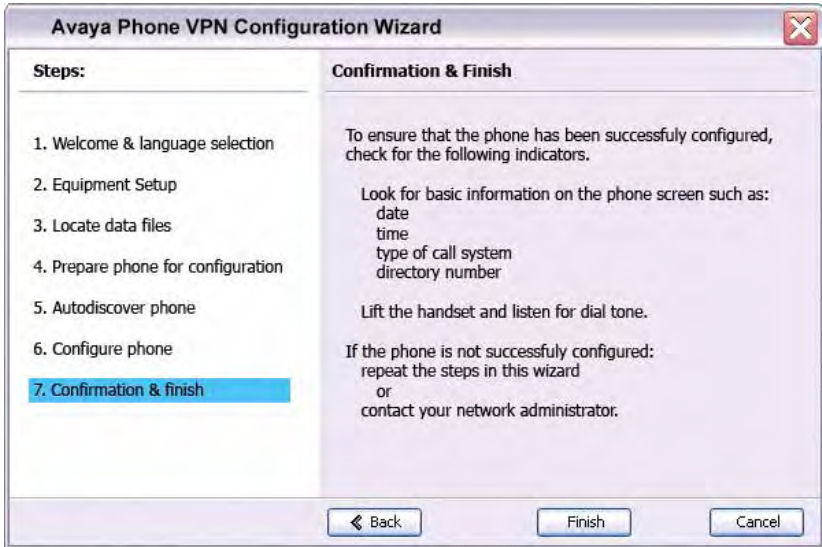 Avaya Phone VPN Configuration Wizard
Steps:
1. Welcome & language selection
2. Equipment Setup
3. Locate data files
4. Prepare phone for configuration
5. Autodiscover phone
6. Configure phone
7. Confirmation & finish
Confirmation & Finish
To ensure that the phone has been successfuly configured,
check for the following indicators.
Look for basic information on the phone screen such as:
date
time
type of call system
directory number
Lift the handset and listen for dial tone.
If the phone is not successfuly configured:
repeat the steps in this wizard
or
contact your network administrator.
Back
Finish
Cancel